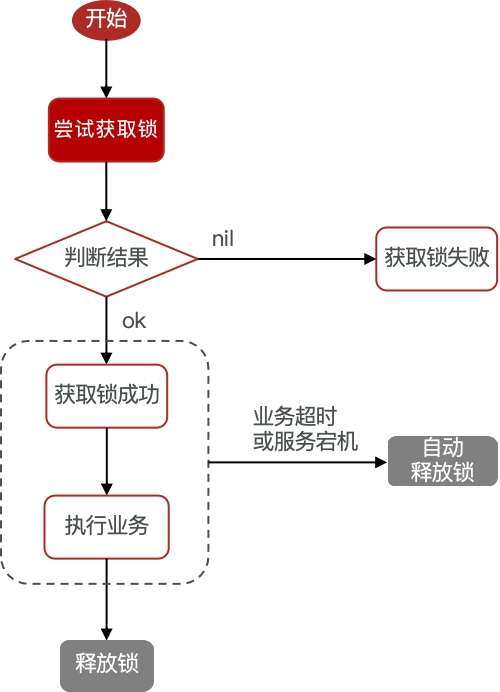 开始
尝试获取锁
判断结果
nil
获取锁失败
ok
获取锁成功
业务超时
或服务宕机
自动
释放锁
执行业务
释放锁